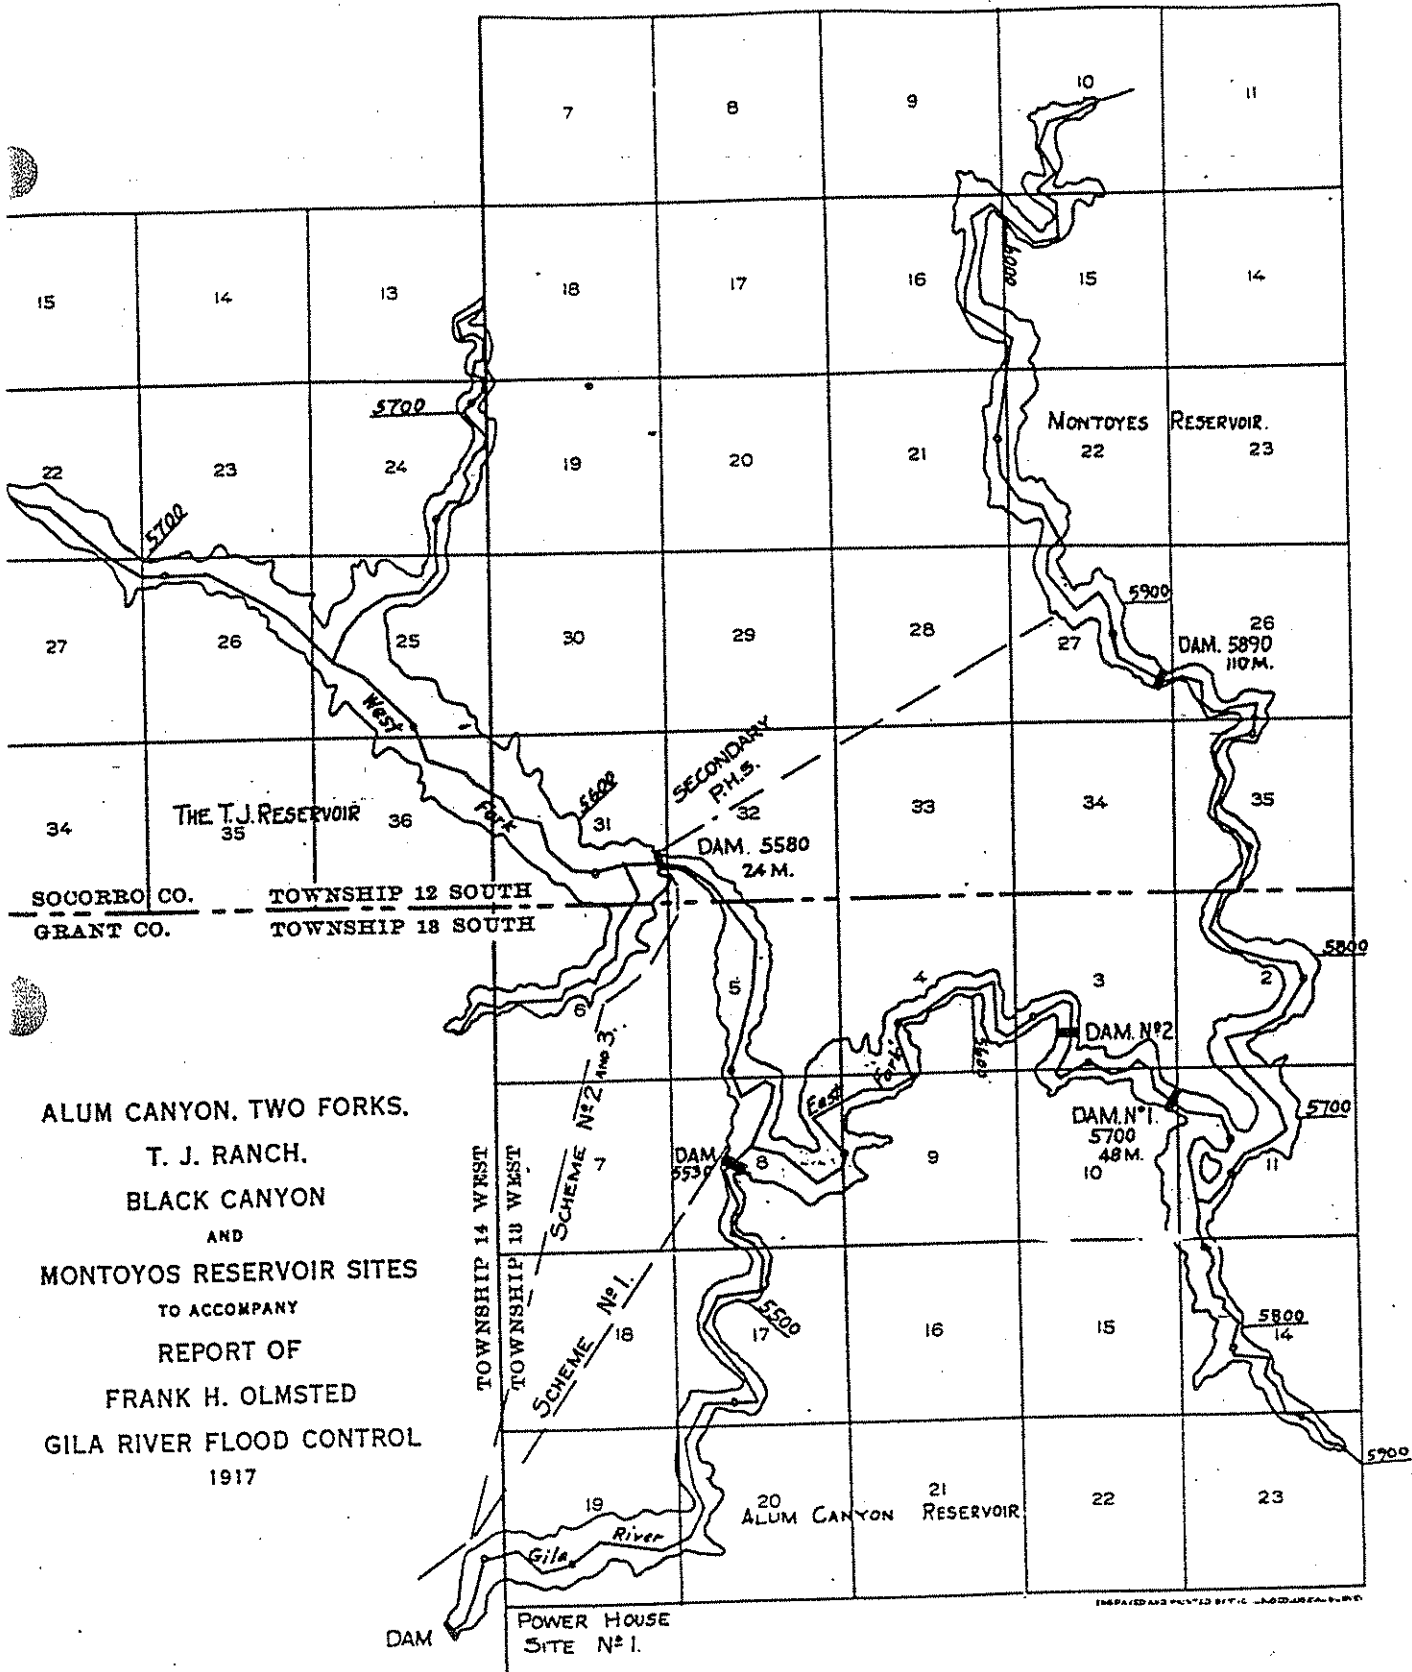 10
7
8
9
11
6000
15
14
13
18
17
16
15
14
5700
MONTOYES RESERVOIR.
22
23
24
19
20
21
22
23
5700
5900
27
26
25
30
29
28
27
26
DAM. 5890
110 M.
West
SECONDARY
P.H.S.
5600
THE T.J. RESERVOIR
Fork
34
35
36
31
32
33
34
35
DAM. 5580
24 M.
SOCORRO CO. TOWNSHIP 12 SOUTH
GRANT CO. TOWNSHIP 13 SOUTH
5800
6
5
4
3
2
5600
DAM. Nº 2
SCHEME Nº 2 AND 3.
East
Fork
ALUM CANYON, TWO FORKS,
T. J. RANCH,
BLACK CANYON
AND
MONTOYOS RESERVOIR SITES
TO ACCOMPANY
REPORT OF
FRANK H. OLMSTED
GILA RIVER FLOOD CONTROL
1917
DAM. Nº 1.
5700
48 M.
5700
7
DAM
5530
8
9
10
11
TOWNSHIP 14 WEST
TOWNSHIP 13 WEST
SCHEME Nº 1.
5500
5800
18
17
16
15
14
5900
19
20
21
22
23
ALUM CANYON RESERVOIR
Gila River
DAM
POWER HOUSE
SITE Nº 1.